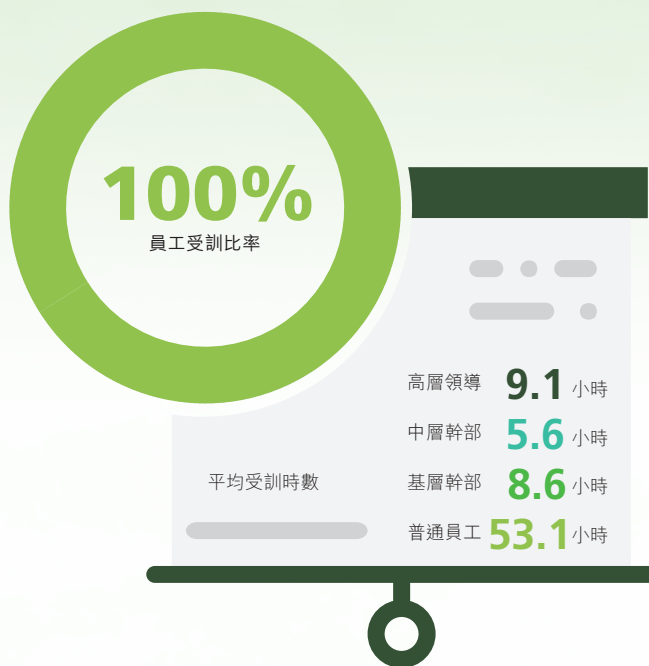 100%
員工受訓比率
高層領導 9.1 小時
中層幹部 5.6 小時
平均受訓時數
基層幹部 8.6 小時
普通員工 53.1 小時